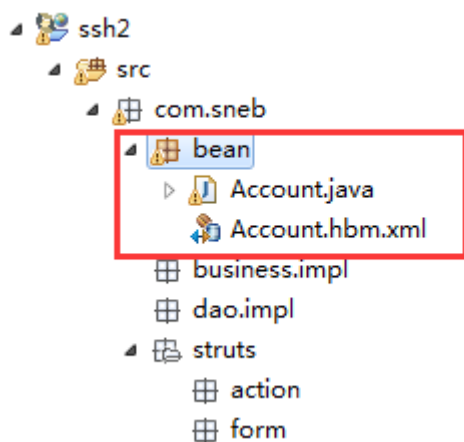 ssh2
src
com.sneb
bean
Account.java
Account.hbm.xml
business.impl
dao.impl
struts
action
form